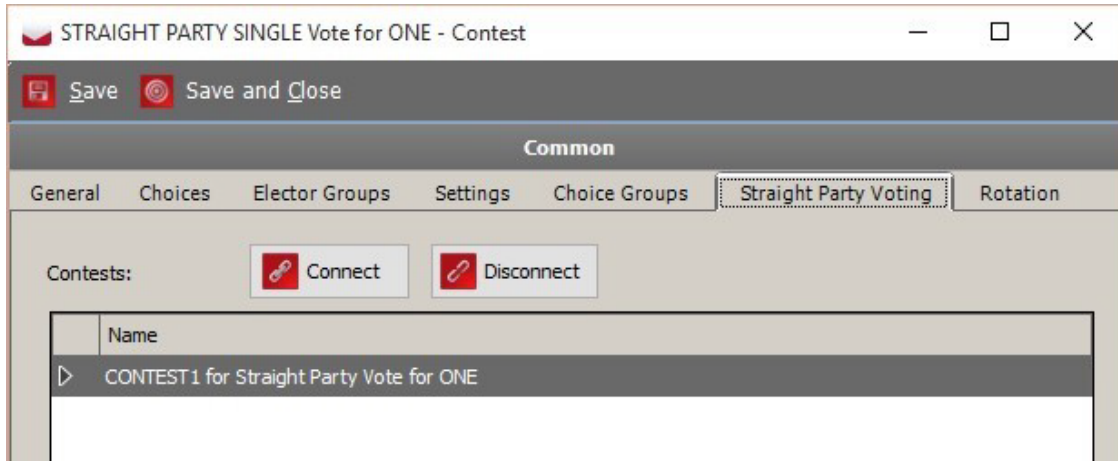 STRAIGHT PARTY SINGLE Vote for ONE - Contest
Save Save and Close
Common
General Choices Elector Groups Settings Choice Groups Straight Party Voting Rotation
Contests: Connect Disconnect
Name
CONTEST1 for Straight Party Vote for ONE